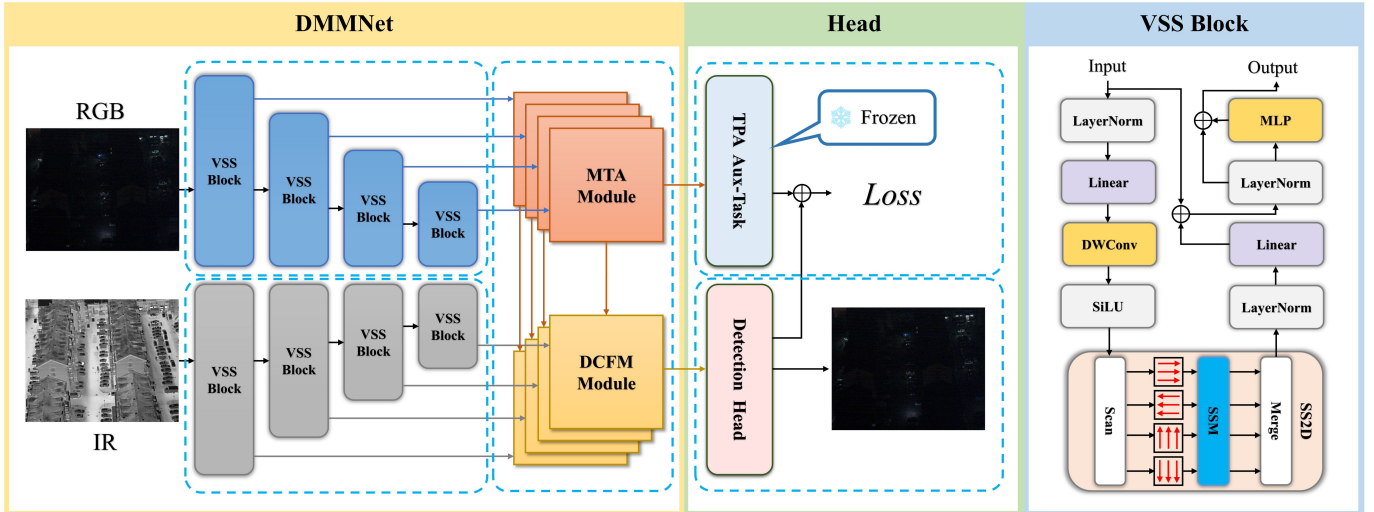 DMMNet
Head
VSS Block
RGB
IR
VSS
Block
VSS
Block
VSS
Block
VSS
Block
VSS
Block
VSS
Block
VSS
Block
VSS
Block
MTA
Module
DCFM
Module
TPA Aux-Task
Frozen
Loss
Detection Head
Input
Output
LayerNorm
MLP
Linear
LayerNorm
DWConv
Linear
SiLU
LayerNorm
Scan
SSM
Merge
SS2D